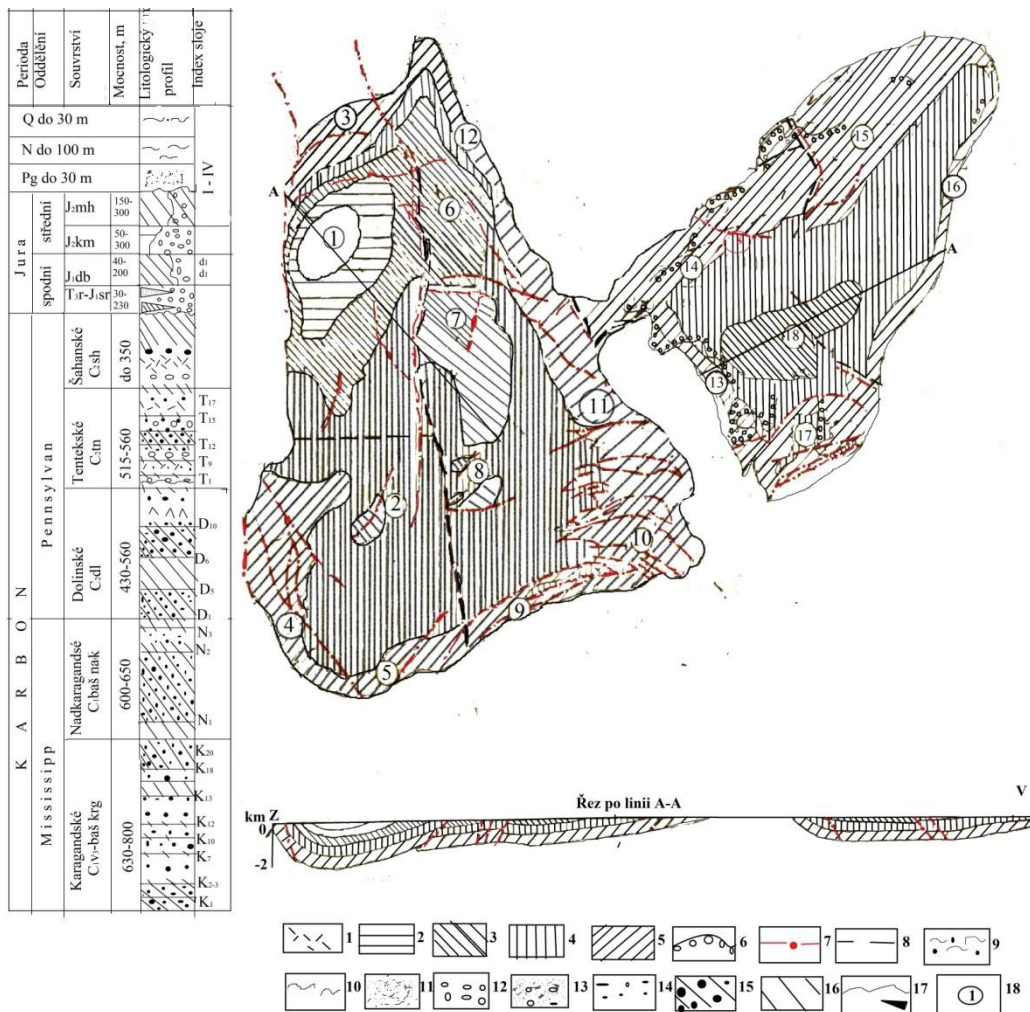 Perioda
Oddělění
Souvrství
Mocnost, m
Litologický
profil
Index sloje
Q do 30 m
N do 100 m
Pg do 30 m
I - IV
Jura
střední
spodní
J2mh
150-
300
J2km
50-
300
J1db
40-
200
d1
d1
T3r-J1sr
30-
230
KARBON
Pennsylvan
Šahanské
C2sh
do 350
Tentekské
C2tn
515-560
T17
T15
T12
T9
T1
Dolinské
C2dl
430-560
D10
D6
D5
D1
Mississipp
Nadkaragandsé
C1baš nak
600-650
N3
N2
N1
Karagandské
C1v3-baš krg
630-800
K20
K18
K13
K12
K10
K7
K2-3
K1
A
1
2
3
4
5
6
7
8
9
10
11
12
13
14
15
16
17
18
A
Řez po linii A-A
km Z
V
0
-2
1
2
3
4
5
6
7
8
9
10
11
12
13
14
15
16
17
1
18